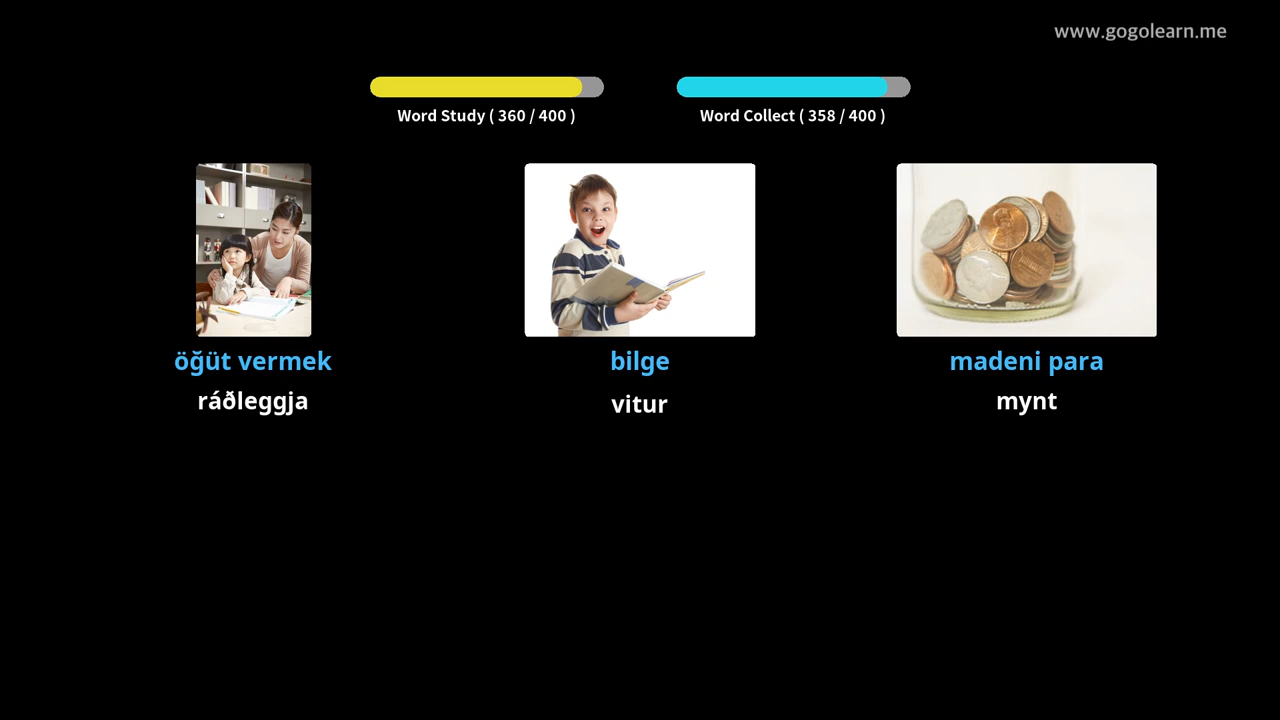 www.gogolearn.me
Word Study ( 360 / 400 )
Word Collect ( 358 / 400 )
öğüt vermek
ráðleggja
bilge
vitur
madeni para
mynt